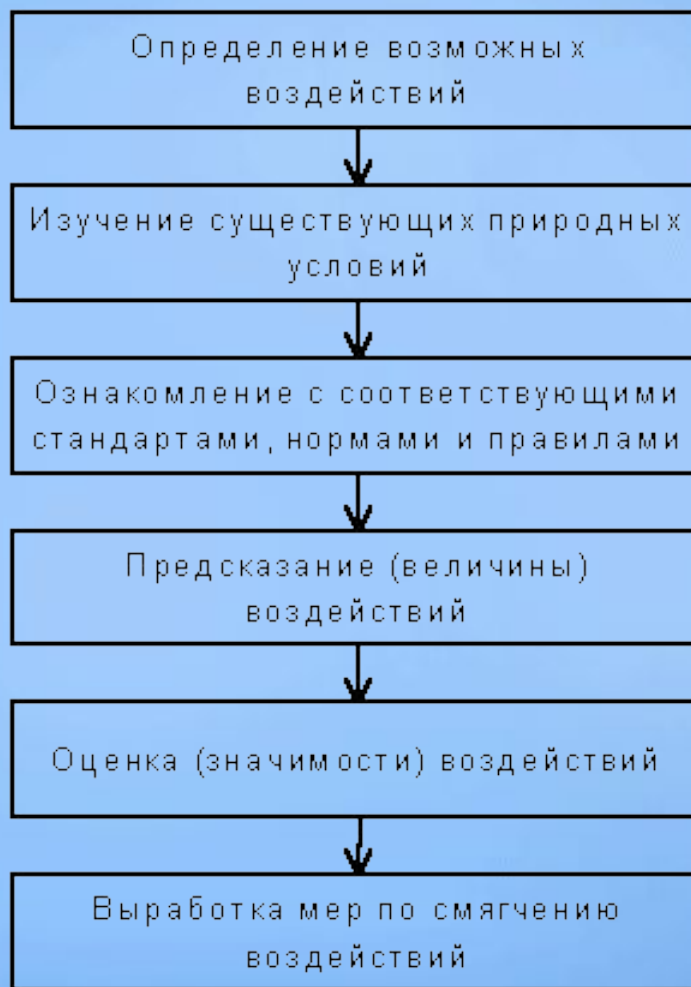 Определение возможных
воздействий
Изучение существующих природных
условий
Ознакомление с соответствующими
стандартами, нормами и правилами
Предсказание (величины)
воздействий
Оценка (значимости) воздействий
Выработка мер по смягчению
воздействий